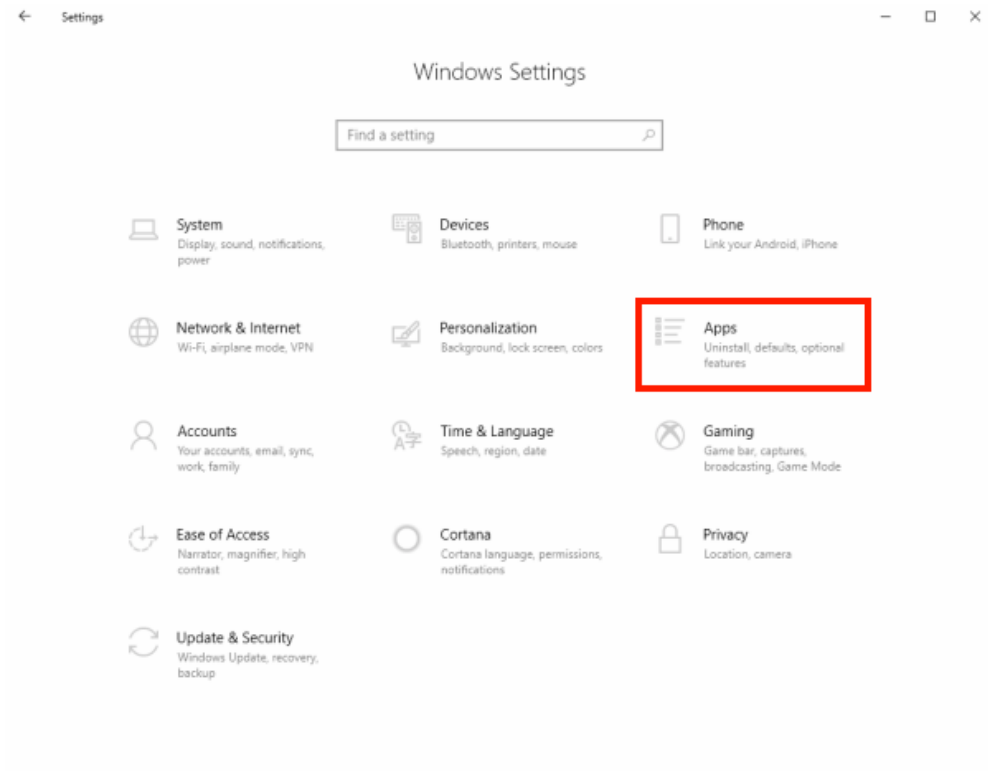 Settings
Windows Settings
Find a setting
System
Display, sound, notifications,
power
Devices
Bluetooth, printers, mouse
Phone
Link your Android, iPhone
Network & Internet
Wi-Fi, airplane mode, VPN
Personalization
Background, lock screen, colors
Apps
Uninstall, defaults, optional
features
Accounts
Your accounts, email, sync,
work, family
Time & Language
Speech, region, date
Gaming
Game bar, captures,
broadcasting, Game Mode
Ease of Access
Narrator, magnifier, high
contrast
Cortana
Cortana language, permissions,
notifications
Privacy
Location, camera
Update & Security
Windows Update, recovery,
backup